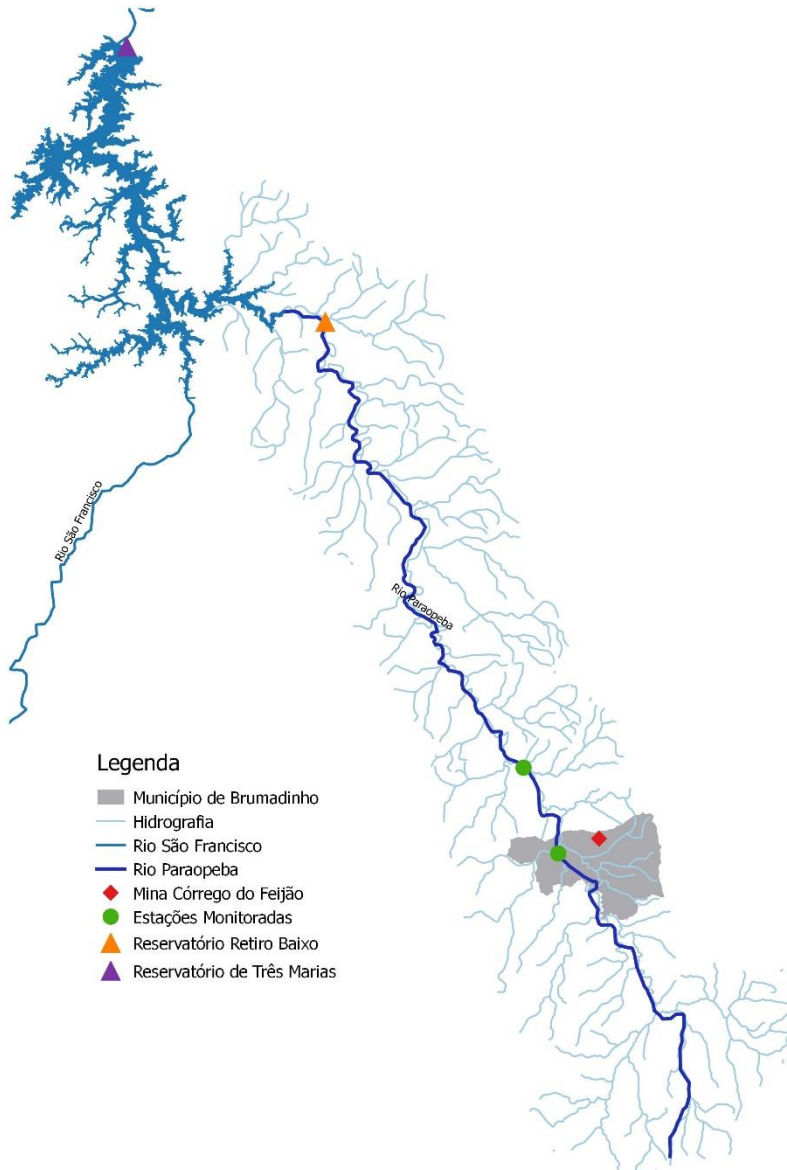 Rio São Francisco
Rio Paraopeba
Legenda
Município de Brumadinho
Hidrografia
Rio São Francisco
Rio Paraopeba
Mina Córrego do Feijão
Estações Monitoradas
Reservatório Retiro Baixo
Reservatório de Três Marias